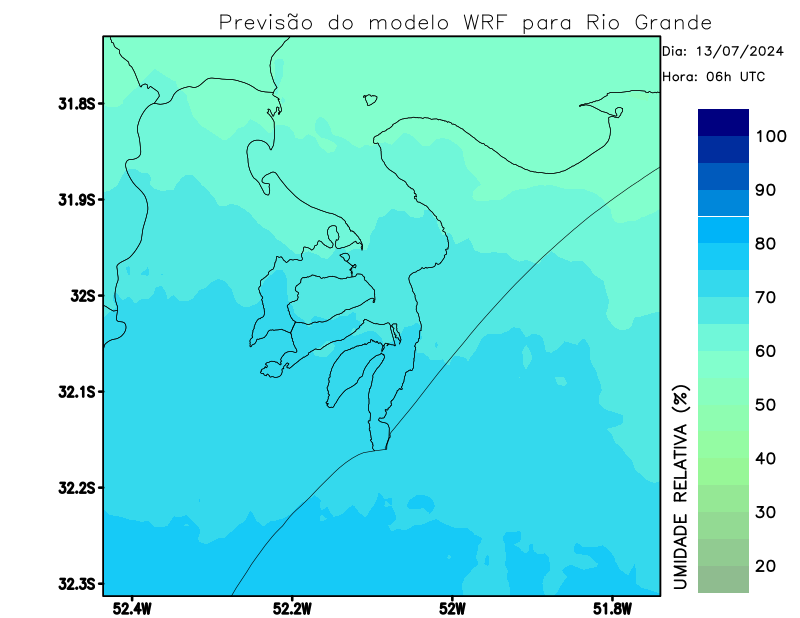 Previsão do modelo WRF para Rio Grande
Dia: 13/07/2024
Hora: 06h UTC
31.8S
31.9S
32S
32.1S
32.2S
32.3S
52.4W
52.2W
52W
51.8W
100
90
80
70
60
50
40
30
20
UMIDADE RELATIVA (%)